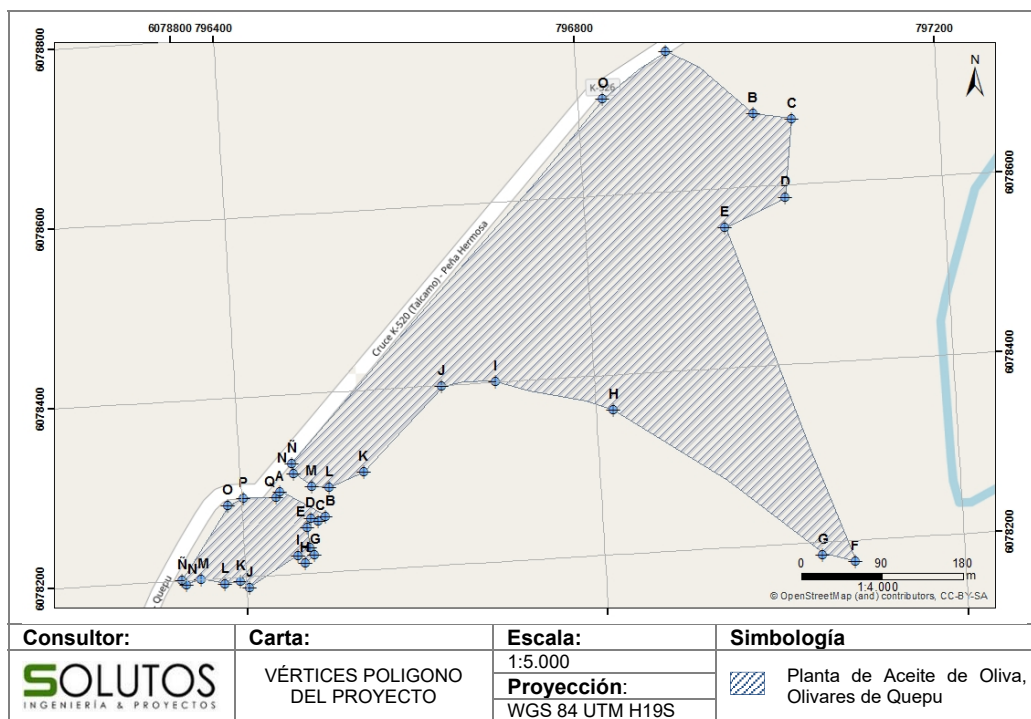 6078800 796400
796800
797200
6078800
6078600
6078400
6078200
6078600
6078400
6078200
N
K-526
O
B
C
D
E
Cruce K-520 (Talcamo) - Peña Hermosa
J
I
H
K
L
M
N
Ñ
G
F
O
P
Q
A
B
C
D
E
G
H
I
J
K
L
M
N
Ñ
- Quepu
0 90 180
m
1:4.000
© OpenStreetMap (and) contributors, CC-BY-SA
Consultor:
SOLUTOS
INGENIERÍA & PROYECTOS
Carta:
VÉRTICES POLIGONO
DEL PROYECTO
Escala:
1:5.000
Proyección:
WGS 84 UTM H19S
Simbología
Planta de Aceite de Oliva,
Olivares de Quepu